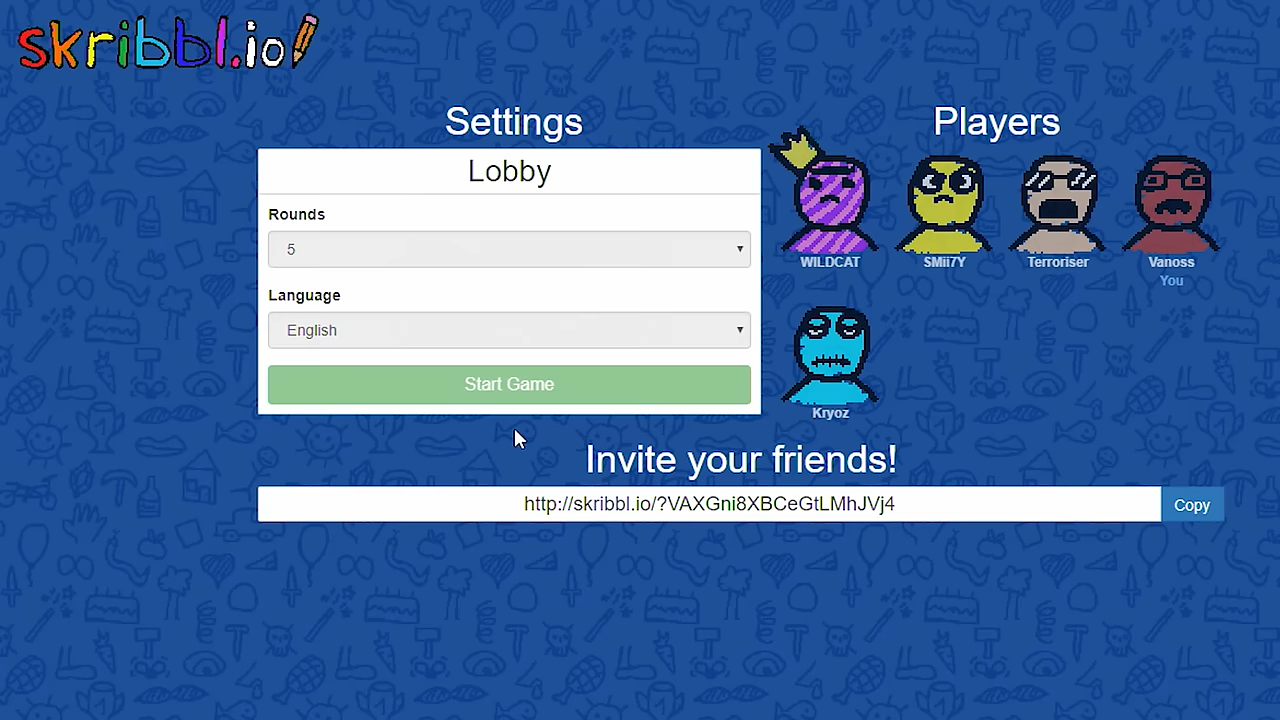 skribbl.io
Settings
Players
Lobby
Rounds
5
Language
English
Start Game
WILDCAT
SMii7Y
Terroriser
Vanoss
You
Kryoz
Invite your friends!
http://skribbl.io/?VAXGni8XBCeGtLMhJVj4
Copy